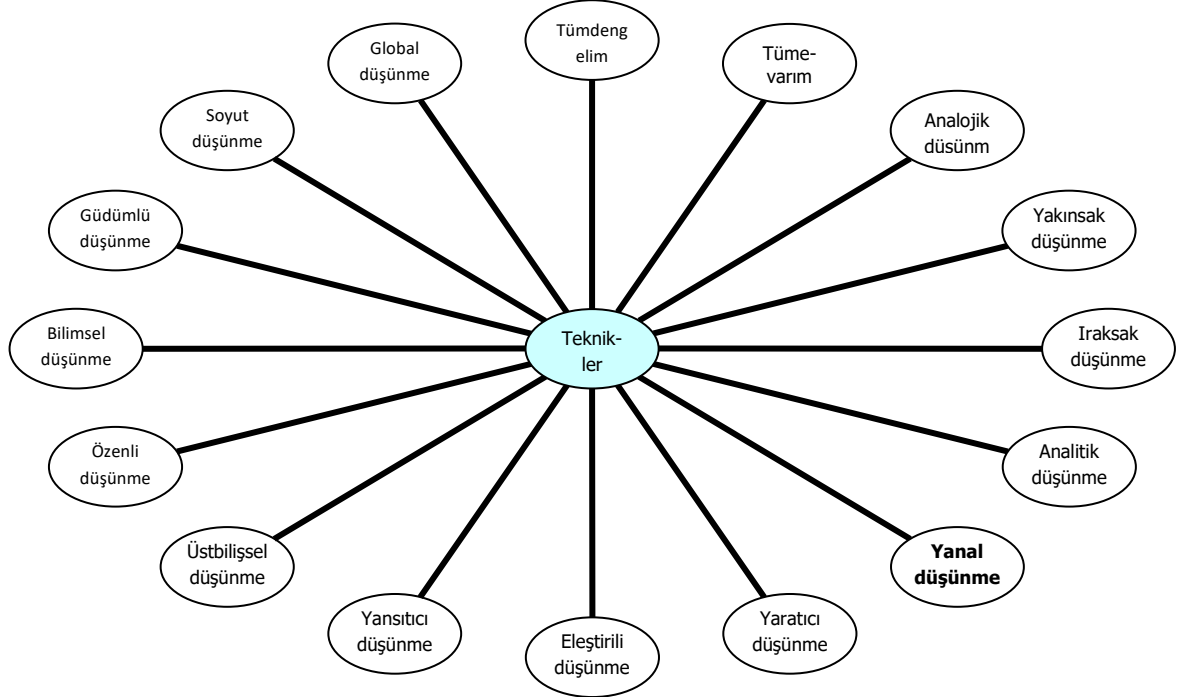 Tümdeng
elim
Tüme-
varım
Analojik
düsünm
Yakınsak
düşünme
Iraksak
düşünme
Analitik
düşünme
Yanal
düşünme
Yaratıcı
düşünme
Eleştirili
düşünme
Yansıtıcı
düşünme
Üstbilişsel
düşünme
Özenli
düşünme
Bilimsel
düşünme
Güdümlü
düşünme
Soyut
düşünme
Global
düşünme
Teknik-
ler